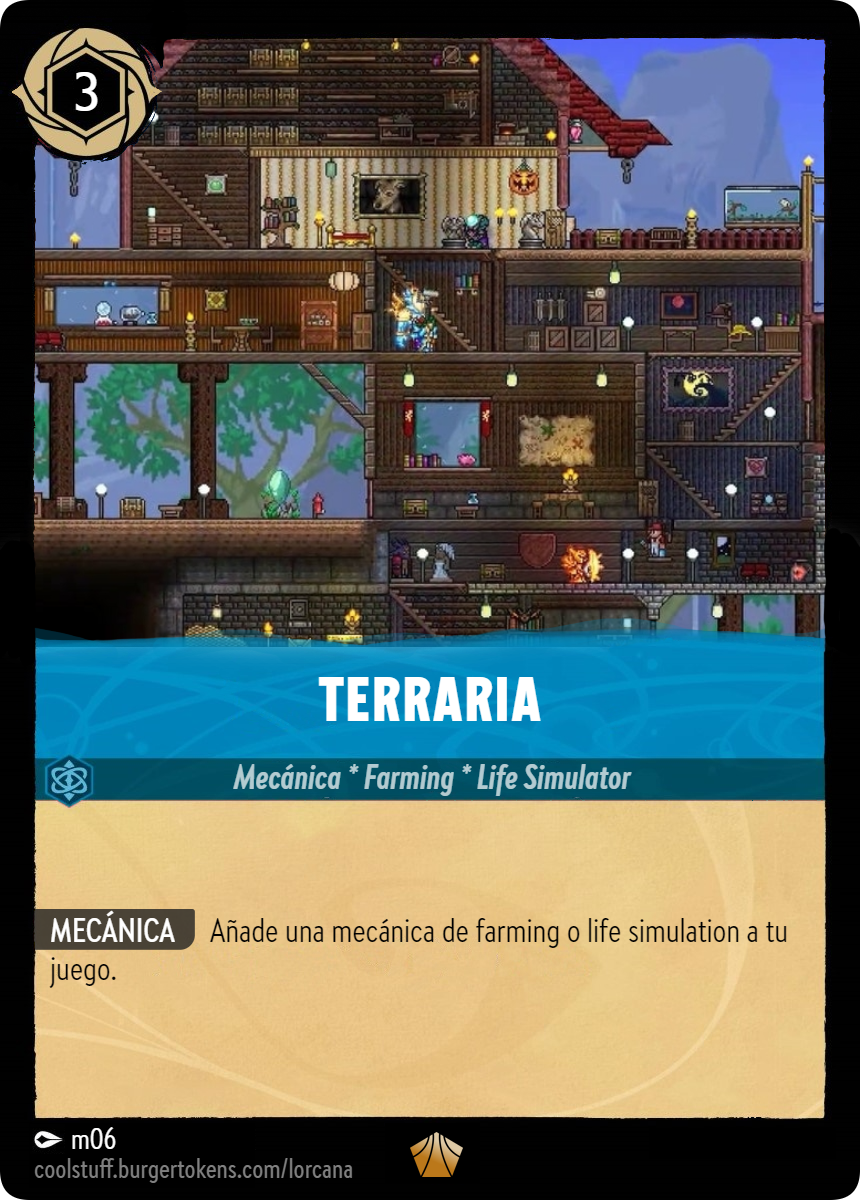 3
TERRARIA
Mecánica * Farming * Life Simulator
MECÁNICA Añade una mecánica de farming o life simulation a tu
juego.
m06
coolstuff.burgertokens.com/lorcana